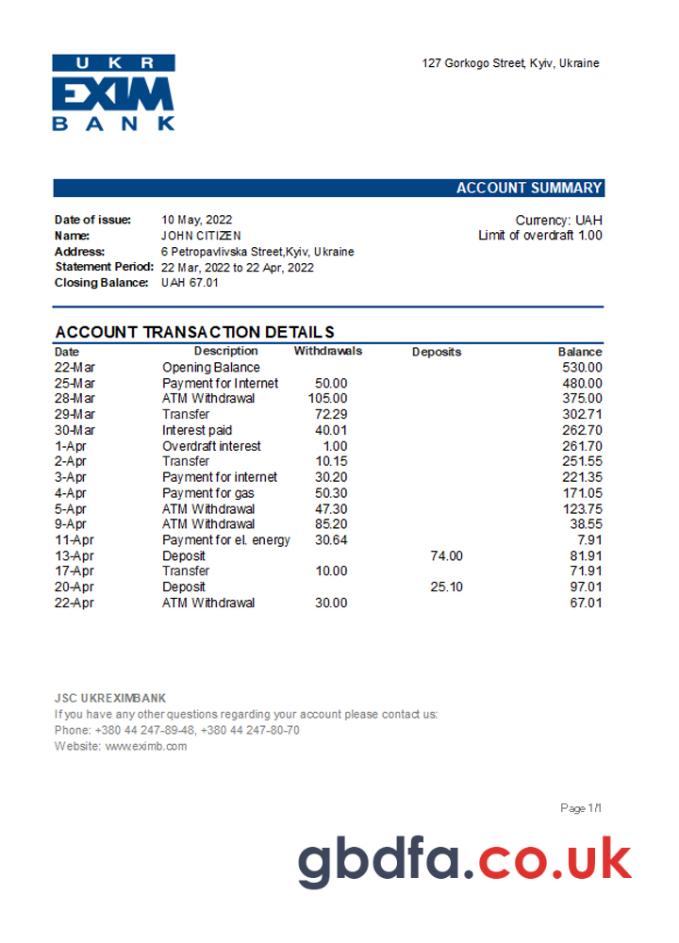 UKR
EXIM
BANK
127 Gorkogo Street, Kyiv, Ukraine
ACCOUNT SUMMARY
Date of issue: 10 May, 2022
Currency: UAH
Name: JOHN CITIZEN
Limit of overdraft 1.00
Address: 6 Petropavlivska Street,Kyiv, Ukraine
Statement Period: 22 Mar, 2022 to 22 Apr, 2022
Closing Balance: UAH 67.01
ACCOUNT TRANSACTION DETAILS
Date Description Withdrawals Deposits Balance
22-Mar Opening Balance 530.00
25-Mar Payment for Internet 50.00 480.00
28-Mar ATM Withdrawal 105.00 375.00
29-Mar Transfer 72.29 302.71
30-Mar Interest paid 40.01 262.70
1-Apr Overdraft interest 1.00 261.70
2-Apr Transfer 10.15 251.55
3-Apr Payment for internet 30.20 221.35
4-Apr Payment for gas 50.30 171.05
5-Apr ATM Withdrawal 47.30 123.75
9-Apr ATM Withdrawal 85.20 38.55
11-Apr Payment for el. energy 30.64 7.91
13-Apr Deposit 74.00 81.91
17-Apr Transfer 10.00 71.91
20-Apr Deposit 25.10 97.01
22-Apr ATM Withdrawal 30.00 67.01
JSC UKREXIMBANK
If you have any other questions regarding your account please contact us:
Phone: +380 44 247-89-48, +380 44 247-80-70
Website: www.eximb.com
Page 1/1
gbdfa.co.uk